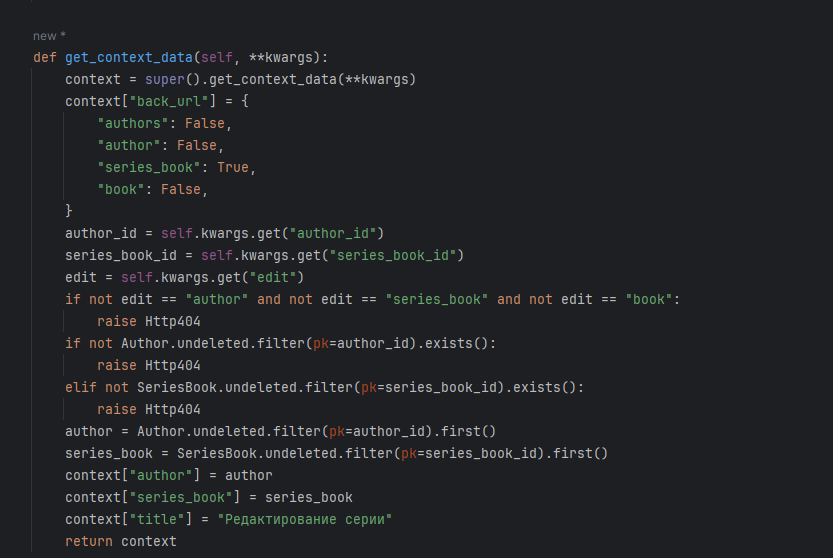 new *
def get_context_data(self, **kwargs):
    context = super().get_context_data(**kwargs)
    context["back_url"] = {
        "authors": False,
        "author": False,
        "series_book": True,
        "book": False,
    }
    author_id = self.kwargs.get("author_id")
    series_book_id = self.kwargs.get("series_book_id")
    edit = self.kwargs.get("edit")
    if not edit == "author" and not edit == "series_book" and not edit == "book":
        raise Http404
    if not Author.undeleted.filter(pk=author_id).exists():
        raise Http404
    elif not SeriesBook.undeleted.filter(pk=series_book_id).exists():
        raise Http404
    author = Author.undeleted.filter(pk=author_id).first()
    series_book = SeriesBook.undeleted.filter(pk=series_book_id).first()
    context["author"] = author
    context["series_book"] = series_book
    context["title"] = "Редактирование серии"
    return context